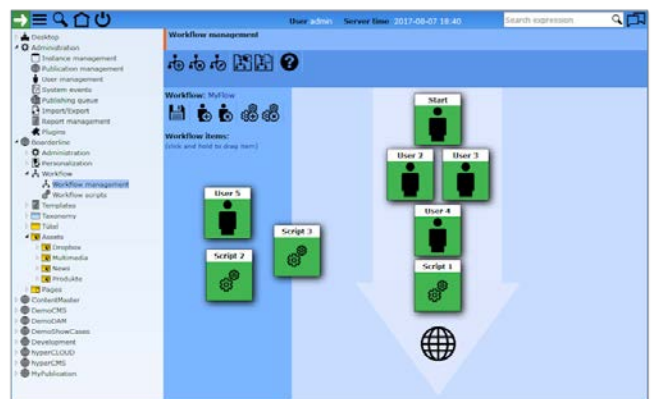 User admin Server time 2017-08-07 18:40 Search expression
Desktop
Administration
Instance management
Publication management
User management
System events
Publishing queue
Import/Export
Report management
Plugins
Boarderline
Administration
Personalization
Workflow
Workflow management
Workflow scripts
Templates
Taxonomy
Tübel
Assets
Dropbox
Multimedia
News
Produkte
Pages
ContentMaster
DemoCMS
DemoDAM
DemoShowCases
Development
hyperCLOUD
hyperCMS
MyPublication
Workflow management
Workflow: MyFlow
Workflow items:
(click and hold to drag item)
User 5
Script 2
Script 3
Start
User 2 User 3
User 4
Script 1